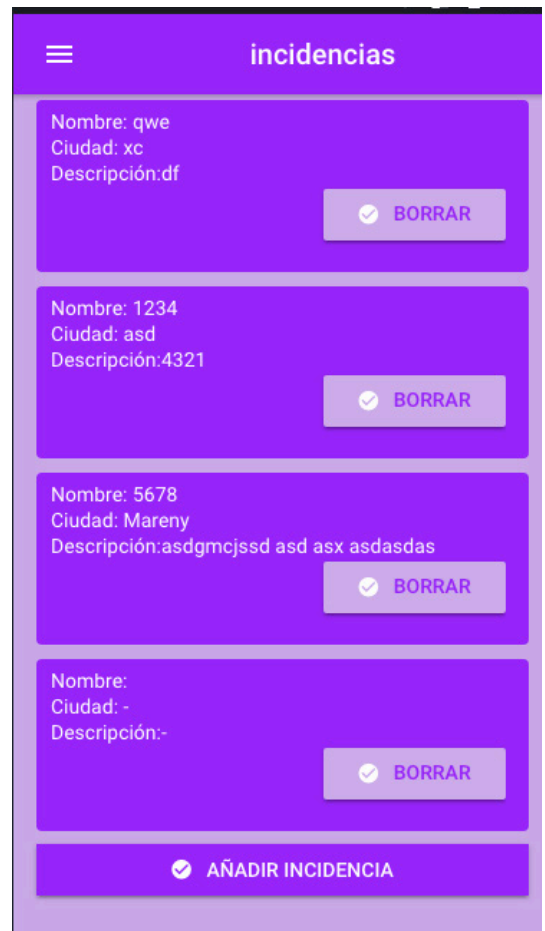 incidencias
Nombre: qwe
Ciudad: xc
Descripción:df
BORRAR
Nombre: 1234
Ciudad: asd
Descripción:4321
BORRAR
Nombre: 5678
Ciudad: Mareny
Descripción:asdgmcjssd asd asx asdasdas
BORRAR
Nombre:
Ciudad: -
Descripción:-
BORRAR
AÑADIR INCIDENCIA